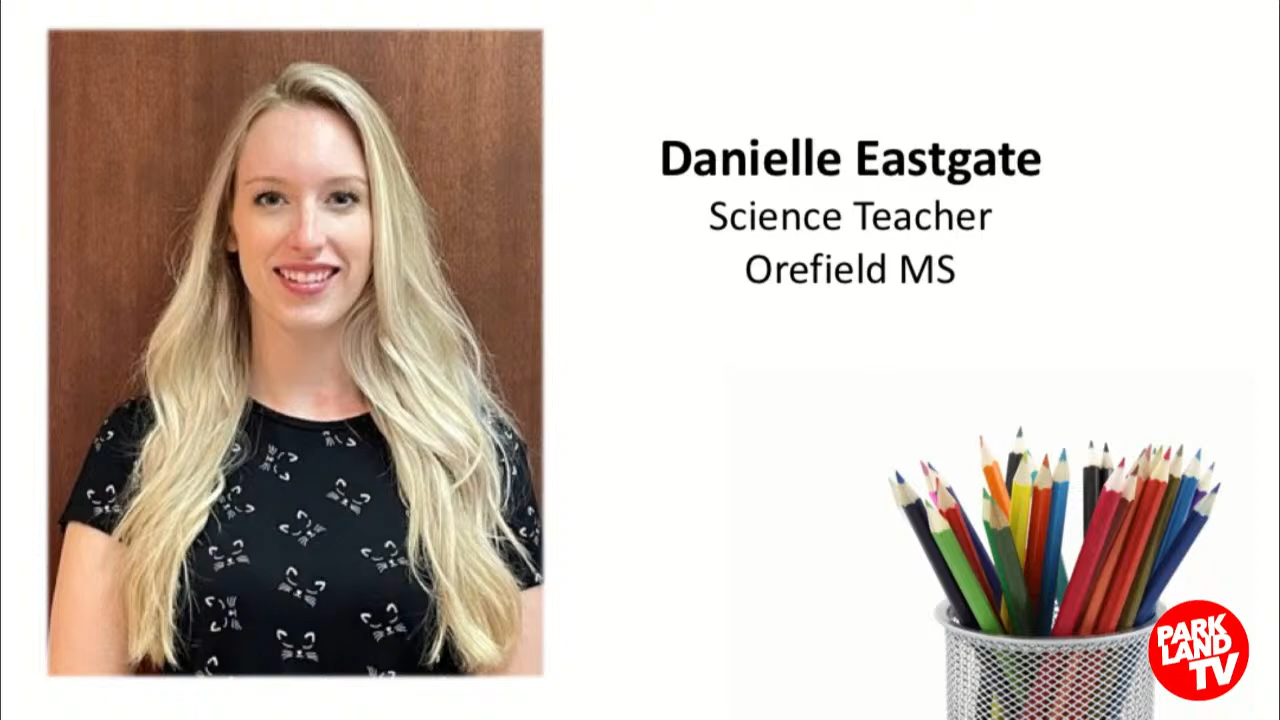 Danielle Eastgate
Science Teacher
Orefield MS
PARK
LAND
TV